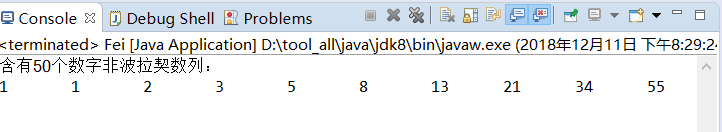 Console Debug Shell Problems
<terminated> Fei [Java Application] D:\tool_all\java\jdk8\bin\javaw.exe (2018年12月11日 下午8:29:24
含有50个数字非波拉契数列：
1 1 2 3 5 8 13 21 34 55